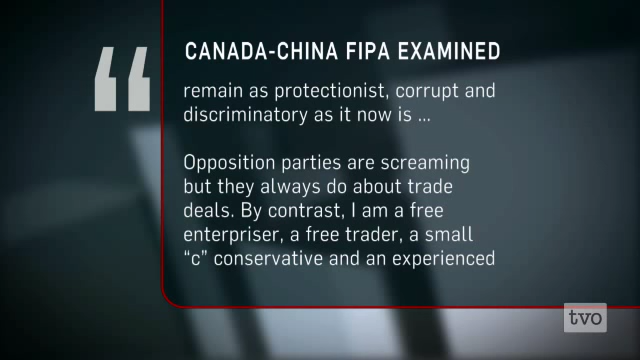 “
CANADA-CHINA FIPA EXAMINED
remain as protectionist, corrupt and
discriminatory as it now is ...
Opposition parties are screaming
but they always do about trade
deals. By contrast, I am a free
enterpriser, a free trader, a small
“c” conservative and an experienced
tvo